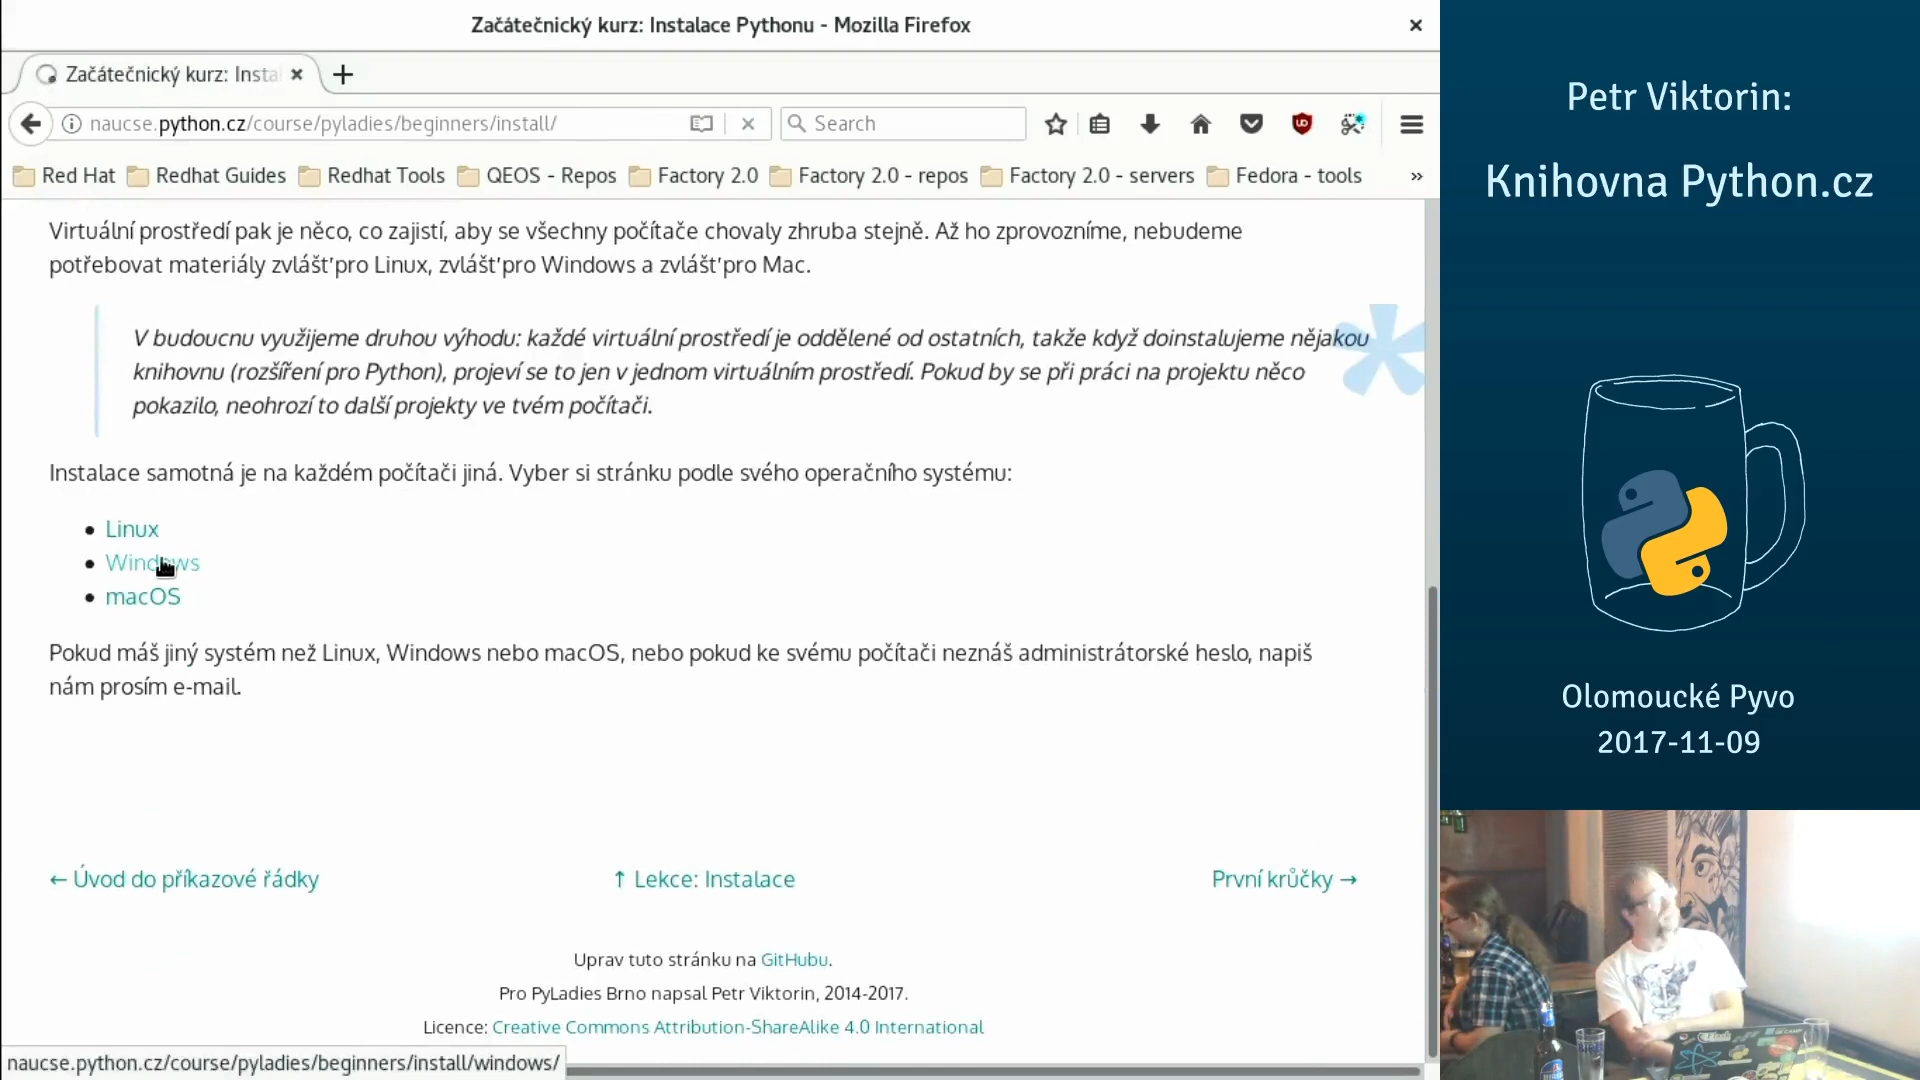 Začátečnický kurz: Instalace Pythonu - Mozilla Firefox
Začátečnický kurz: Insta
naucse.python.cz/course/pyladies/beginners/install/
Search
Red Hat
Redhat Guides
Redhat Tools
QEOS - Repos
Factory 2.0
Factory 2.0 - repos
Factory 2.0 - servers
Fedora - tools
»
Virtuální prostředí pak je něco, co zajistí, aby se všechny počítače chovaly zhruba stejně. Až ho zprovozníme, nebudeme
potřebovat materiály zvlášť pro Linux, zvlášť pro Windows a zvlášť pro Mac.
V budoucnu využijeme druhou výhodu: každé virtuální prostředí je oddělené od ostatních, takže když doinstalujeme nějakou
knihovnu (rozšíření pro Python), projeví se to jen v jednom virtuálním prostředí. Pokud by se při práci na projektu něco
pokazilo, neohrozí to další projekty ve tvém počítači.
Instalace samotná je na každém počítači jiná. Vyber si stránku podle svého operačního systému:
• Linux
• Windows
• macOS
Pokud máš jiný systém než Linux, Windows nebo macOS, nebo pokud ke svému počítači neznáš administrátorské heslo, napiš
nám prosím e-mail.
← Úvod do příkazové řádky
↑ Lekce: Instalace
První krůčky →
Uprav tuto stránku na GitHubu.
Pro PyLadies Brno napsal Petr Viktorin, 2014-2017.
Licence: Creative Commons Attribution-ShareAlike 4.0 International
naucse.python.cz/course/pyladies/beginners/install/windows/
Petr Viktorin:
Knihovna Python.cz
Olomoucké Pyvo
2017-11-09